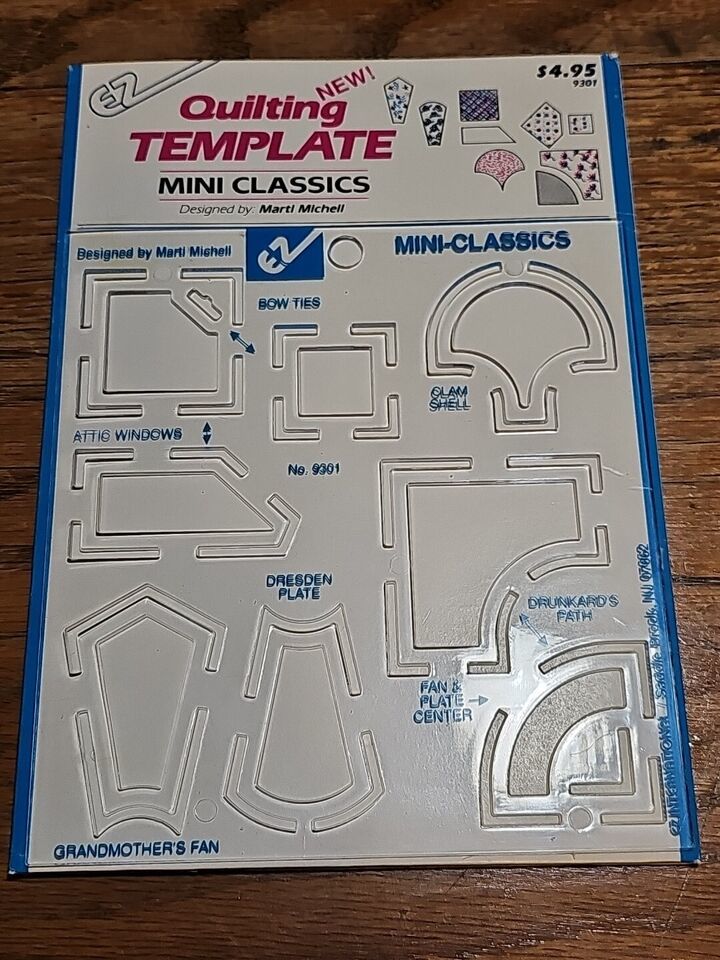 EZ
NEW!
$4.95
9301
Quilting
TEMPLATE
MINI CLASSICS
Designed by: Marti Michell
Designed by Marti Michell
EZ
MINI-CLASSICS
BOW TIES
CLAM
SHELL
ATTIC WINDOWS
No. 9301
DRESDEN
PLATE
DRUNKARD'S
PATH
FAN &
PLATE
CENTER
GRANDMOTHER'S FAN
EZ INTERNATIONAL / Saddle Brook, NJ 07662